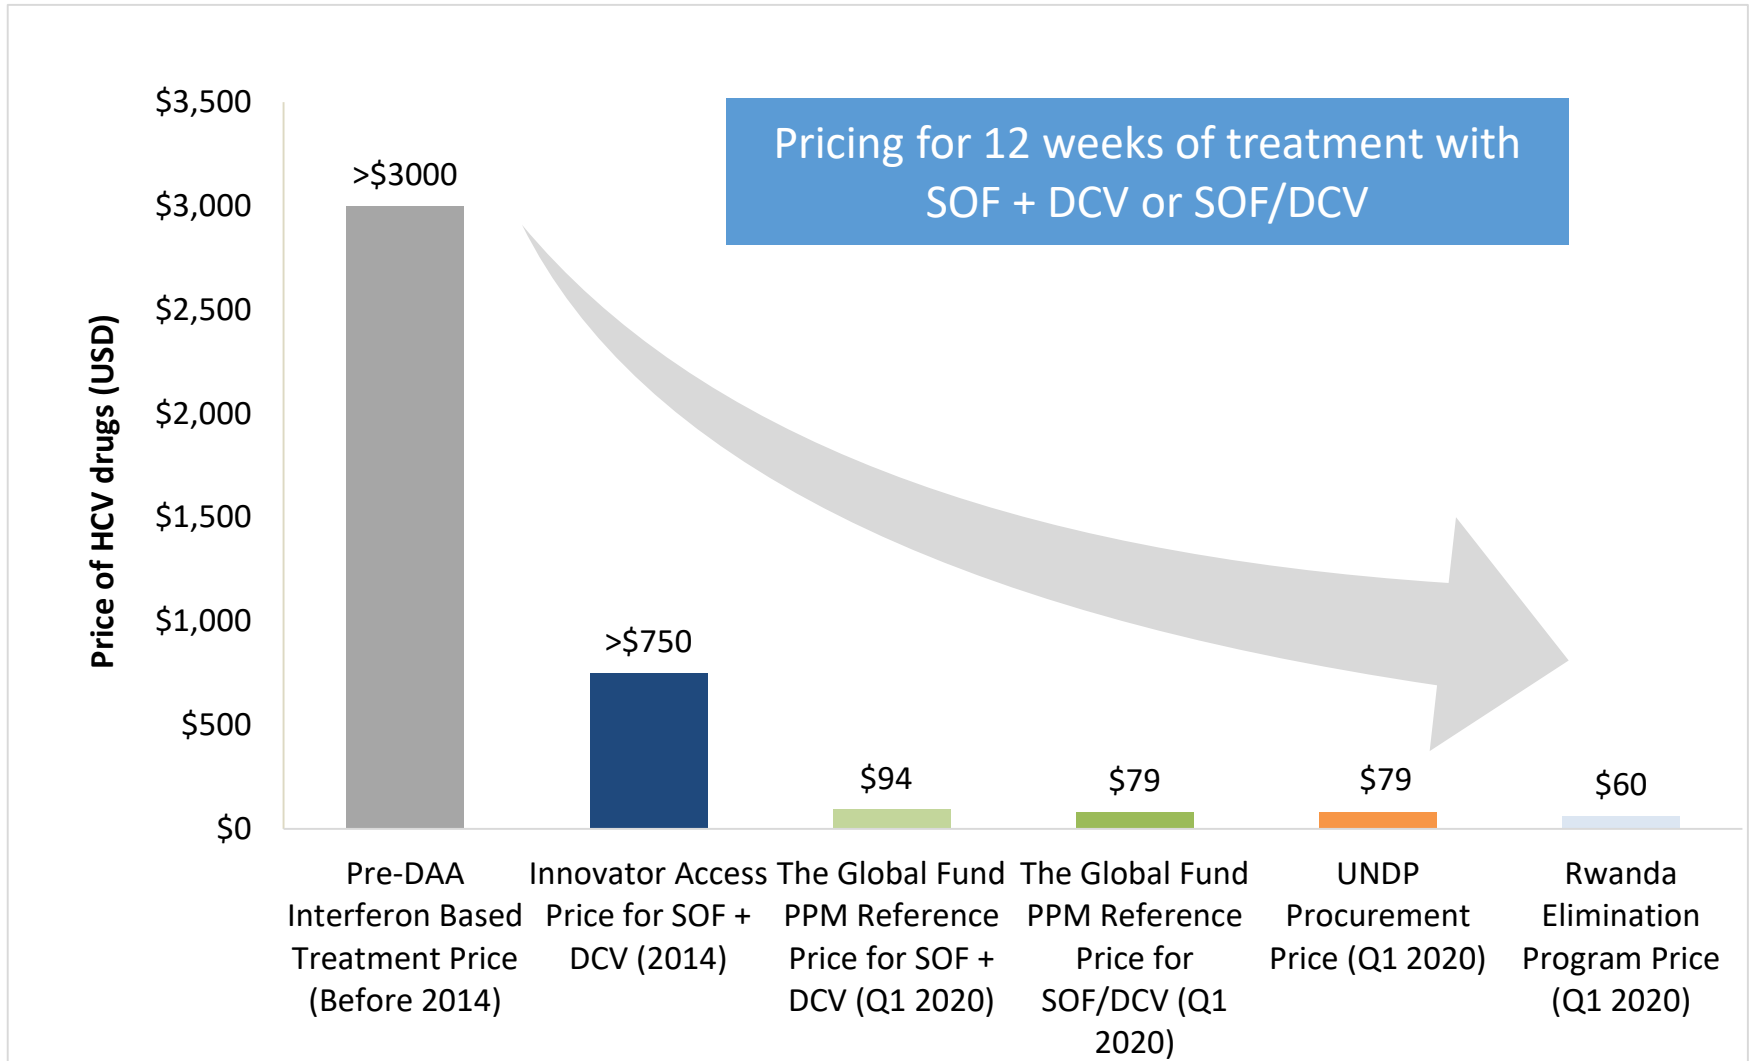 Pricing for 12 weeks of treatment with
SOF + DCV or SOF/DCV
Price of HCV drugs (USD)
$3,500
$3,000
$2,500
$2,000
$1,500
$1,000
$500
$0
>$3000
>$750
$94
$79
$79
$60
Pre-DAA
Interferon Based
Treatment Price
(Before 2014)
Innovator Access
Price for SOF +
DCV (2014)
The Global Fund
PPM Reference
Price for SOF +
DCV (Q1 2020)
The Global Fund
PPM Reference
Price for
SOF/DCV (Q1
2020)
UNDP
Procurement
Price (Q1 2020)
Rwanda
Elimination
Program Price
(Q1 2020)